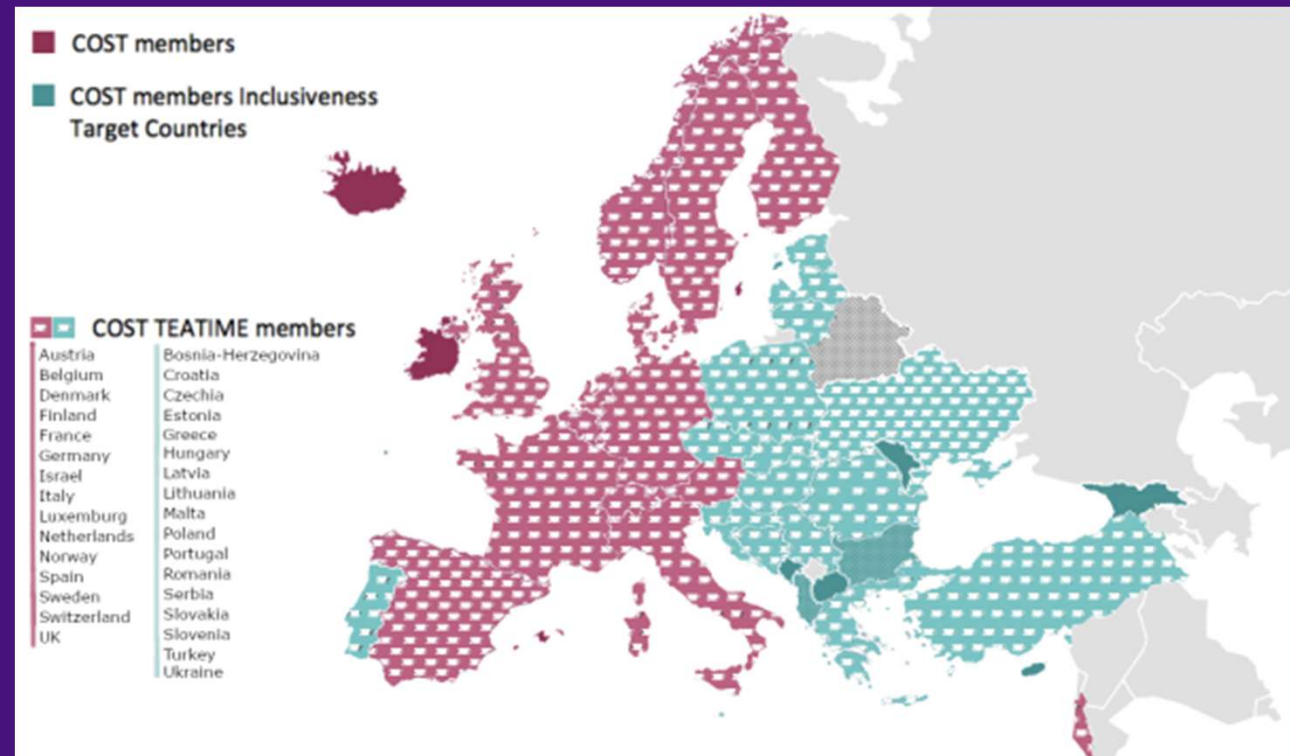 COST members
COST members Inclusiveness
Target Countries
COST TEATIME members
Austria
Belgium
Denmark
Finland
France
Germany
Israel
Italy
Luxemburg
Netherlands
Norway
Spain
Sweden
Switzerland
UK
Bosnia-Herzegovina
Croatia
Czechia
Estonia
Greece
Hungary
Latvia
Lithuania
Malta
Poland
Portugal
Romania
Serbia
Slovakia
Slovenia
Turkey
Ukraine